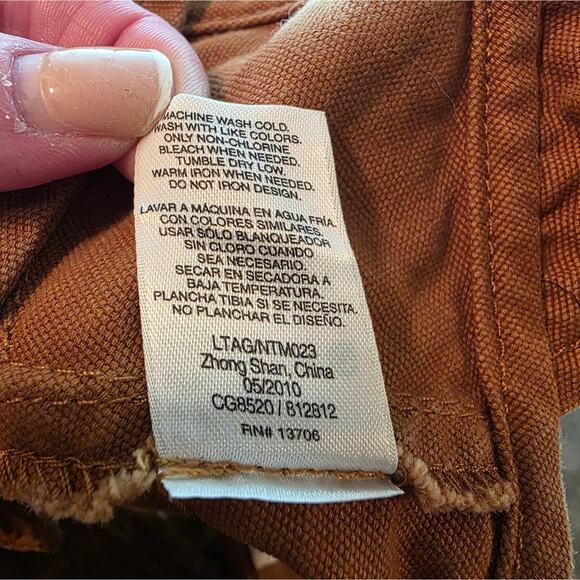 MACHINE WASH COLD.
WASH WITH LIKE COLORS.
ONLY NON-CHLORINE
BLEACH WHEN NEEDED.
TUMBLE DRY LOW.
WARM IRON WHEN NEEDED.
DO NOT IRON DESIGN.
LAVAR A MÁQUINA EN AGUA FRÍA.
CON COLORES SIMILARES.
USAR SÓLO BLANQUEADOR
SIN CLORO CUANDO
SEA NECESARIO.
SECAR EN SECADORA A
BAJA TEMPERATURA.
PLANCHA TIBIA SI SE NECESITA.
NO PLANCHAR EL DISEÑO.
LTAG/NTM023
Zhong Shan, China
05/2010
CG8520 / 812812
RN# 13706